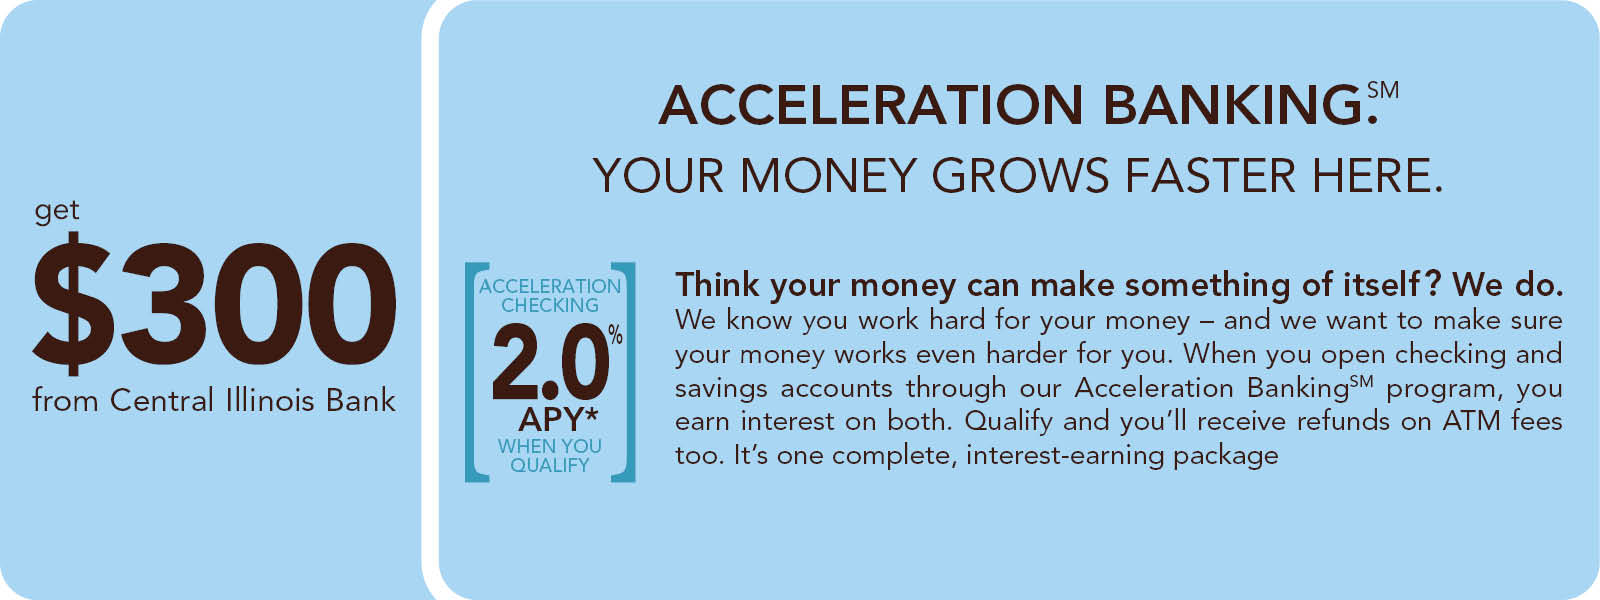 get
$300
from Central Illinois Bank
ACCELERATION BANKING.SM
YOUR MONEY GROWS FASTER HERE.
ACCELERATION
CHECKING
2.0%
APY*
WHEN YOU
QUALIFY
Think your money can make something of itself? We do.
We know you work hard for your money – and we want to make sure
your money works even harder for you. When you open checking and
savings accounts through our Acceleration BankingSM program, you
earn interest on both. Qualify and you’ll receive refunds on ATM fees
too. It’s one complete, interest-earning package